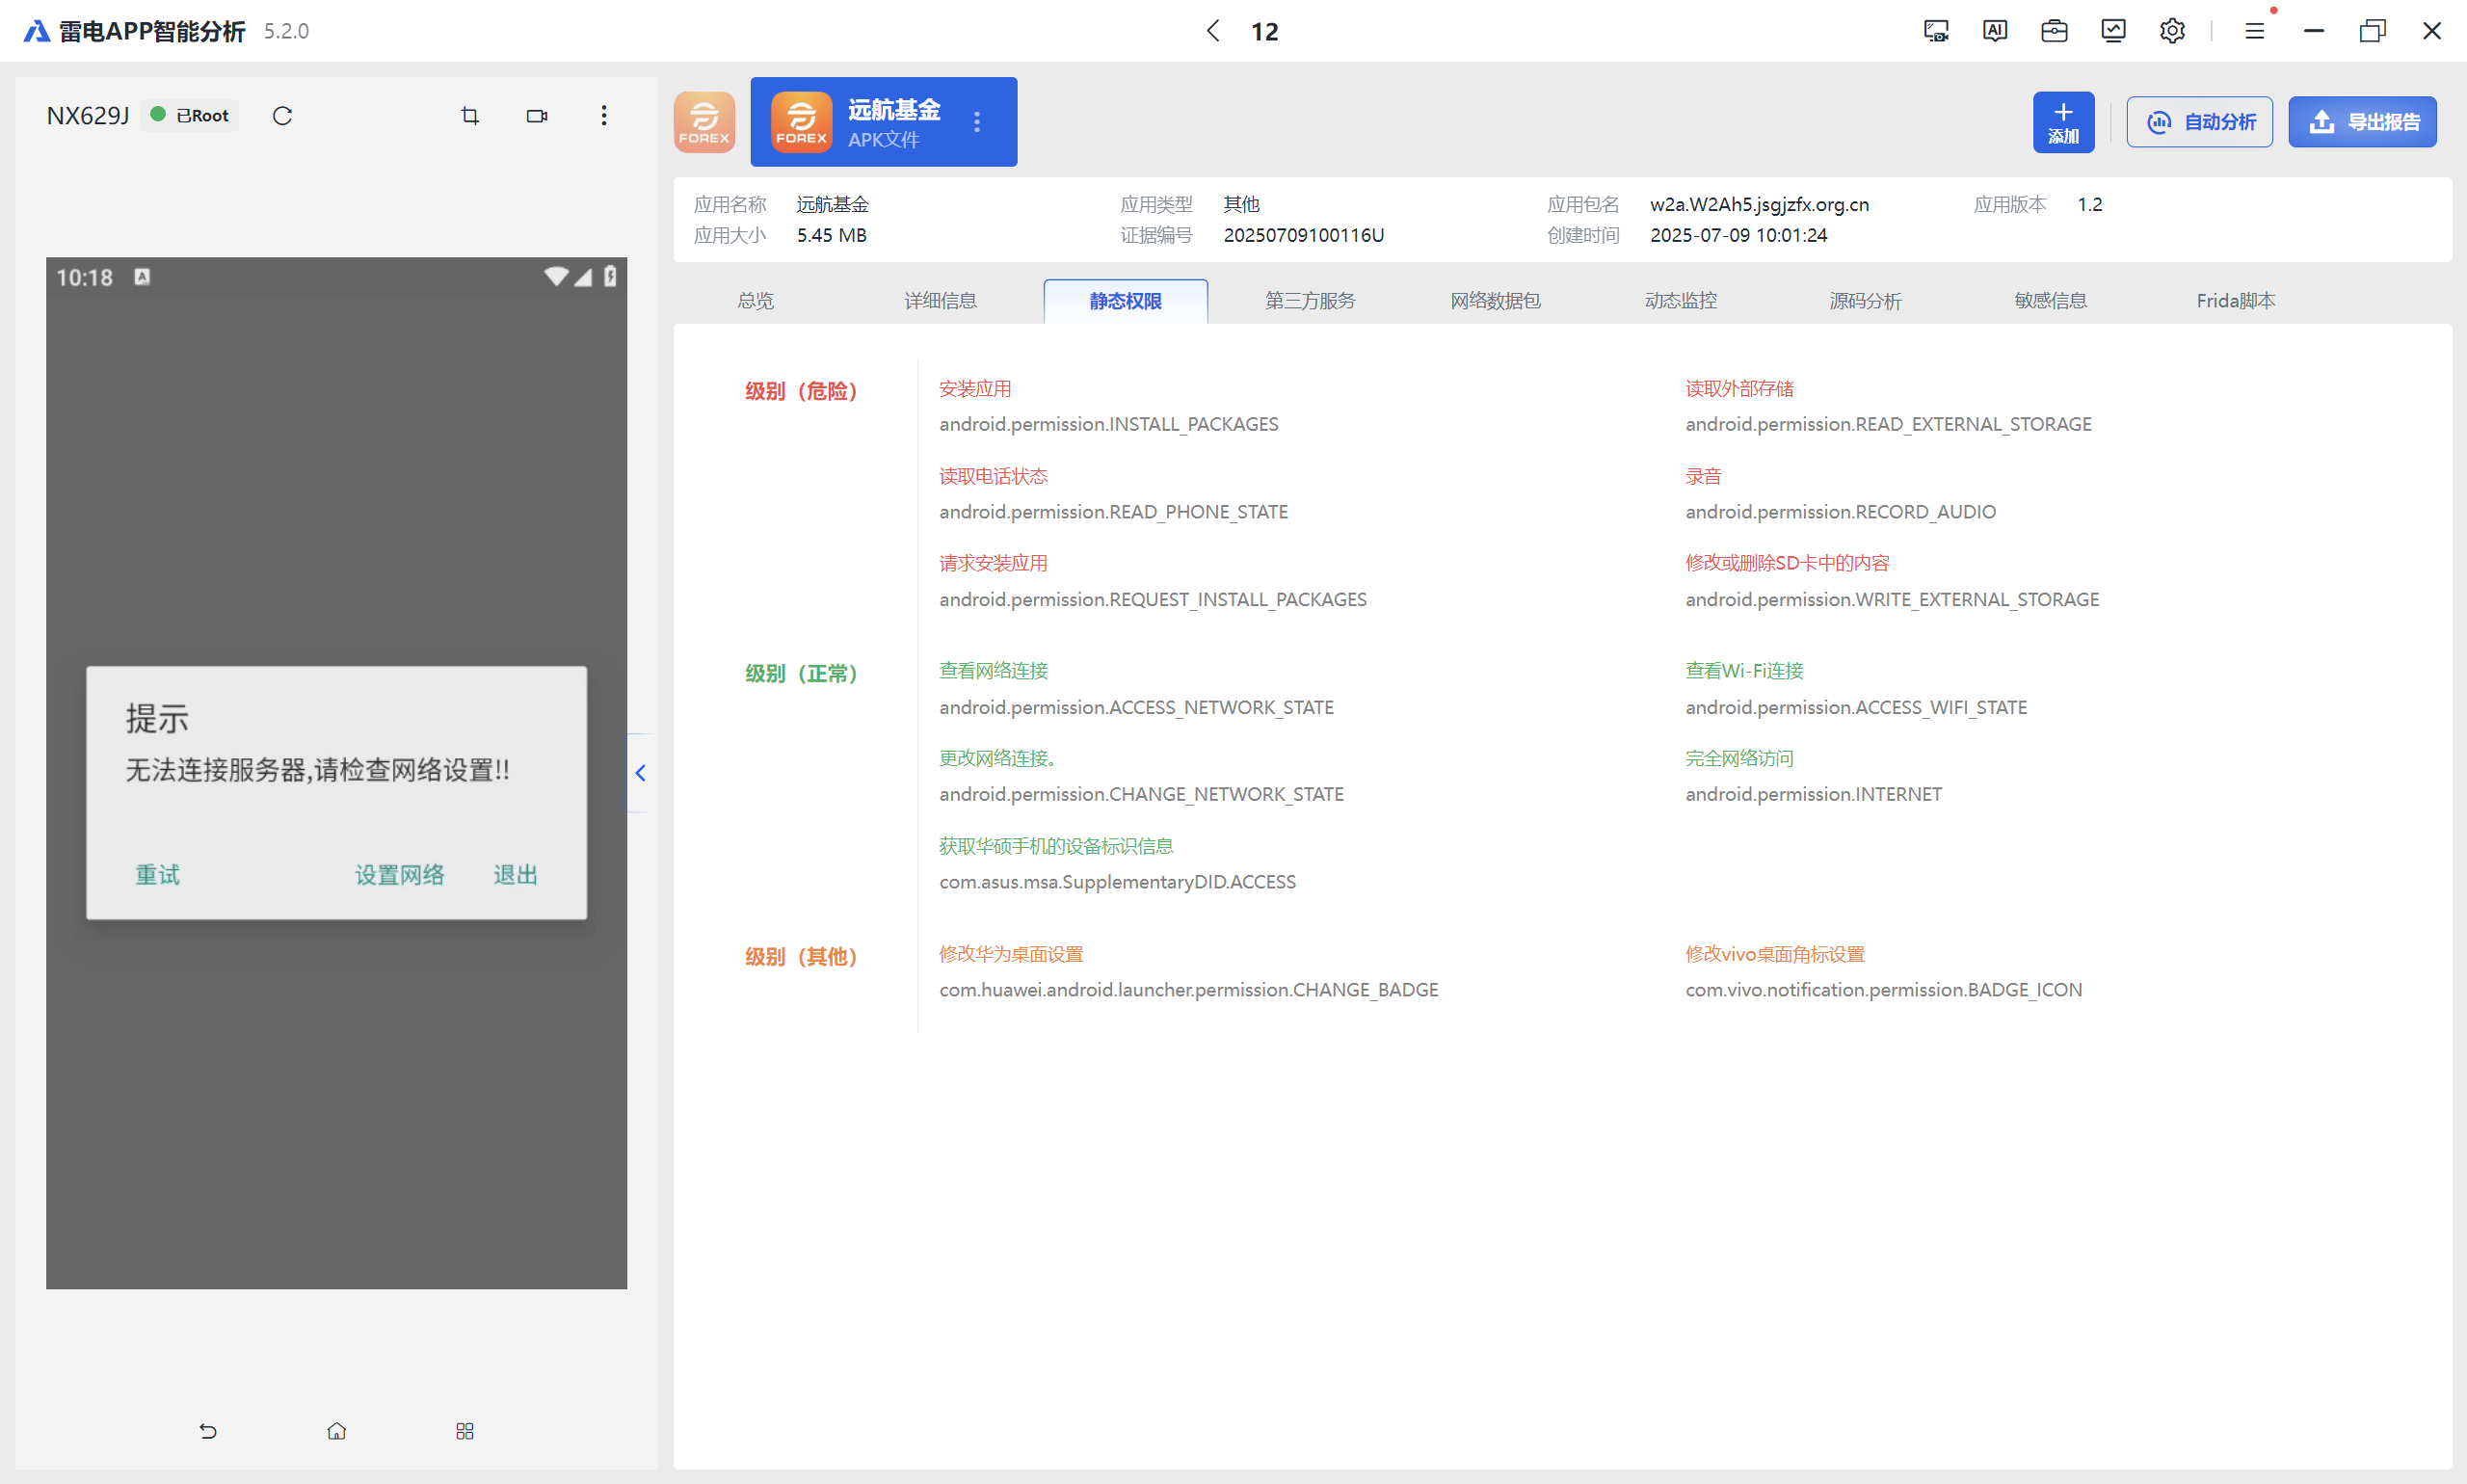 雷电APP智能分析 5.2.0
12
AI
NX629J 已Root
FOREX
FOREX
远航基金
APK文件
添加
自动分析
导出报告
应用名称 远航基金 应用类型 其他 应用包名 w2a.W2Ah5.jsgjzfx.org.cn 应用版本 1.2
应用大小 5.45 MB 证据编号 20250709100116U 创建时间 2025-07-09 10:01:24
10:18 A
总览 详细信息 静态权限 第三方服务 网络数据包 动态监控 源码分析 敏感信息 Frida脚本
级别（危险） 安装应用 读取外部存储
android.permission.INSTALL_PACKAGES android.permission.READ_EXTERNAL_STORAGE
读取电话状态 录音
android.permission.READ_PHONE_STATE android.permission.RECORD_AUDIO
请求安装应用 修改或删除SD卡中的内容
android.permission.REQUEST_INSTALL_PACKAGES android.permission.WRITE_EXTERNAL_STORAGE
级别（正常） 查看网络连接 查看Wi-Fi连接
android.permission.ACCESS_NETWORK_STATE android.permission.ACCESS_WIFI_STATE
更改网络连接。 完全网络访问
android.permission.CHANGE_NETWORK_STATE android.permission.INTERNET
获取华硕手机的设备标识信息
com.asus.msa.SupplementaryDID.ACCESS
级别（其他） 修改华为桌面设置 修改vivo桌面角标设置
com.huawei.android.launcher.permission.CHANGE_BADGE com.vivo.notification.permission.BADGE_ICON
提示
无法连接服务器,请检查网络设置!!
重试 设置网络 退出